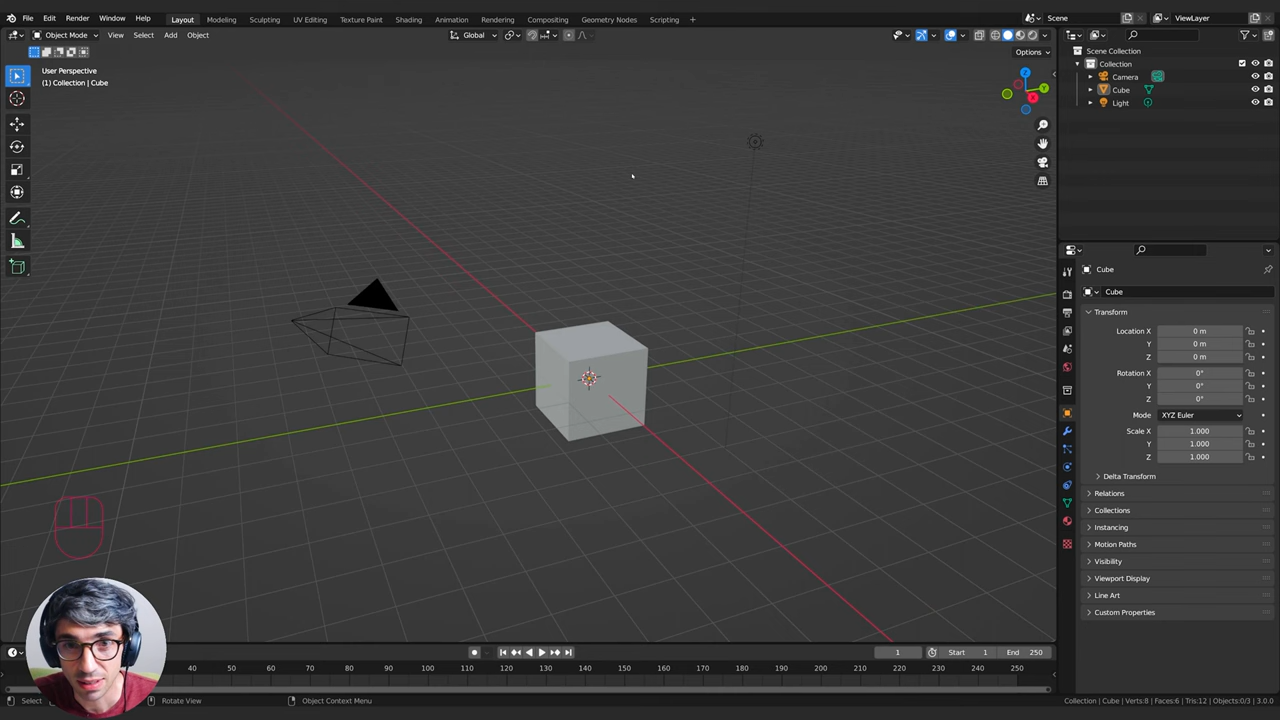 File Edit Render Window Help Layout Modeling Sculpting UV Editing Texture Paint Shading Animation Rendering Compositing Geometry Nodes Scripting + Scene ViewLayer
Object Mode View Select Add Object Global
Options
User Perspective
(1) Collection | Cube
Z
Y
X
Scene Collection
Collection
Camera
Cube
Light
Cube
Cube
Transform
Location X 0 m
Y 0 m
Z 0 m
Rotation X 0°
Y 0°
Z 0°
Mode XYZ Euler
Scale X 1.000
Y 1.000
Z 1.000
Delta Transform
Relations
Collections
Instancing
Motion Paths
Visibility
Viewport Display
Line Art
Custom Properties
1 Start 1 End 250
40 50 60 70 80 90 100 110 120 130 140 150 160 170 180 190 200 210 220 230 240 250
Select Rotate View Object Context Menu Collection | Cube | Verts:8 | Faces:6 | Tris:12 | Objects:0/3 | 3.0.0